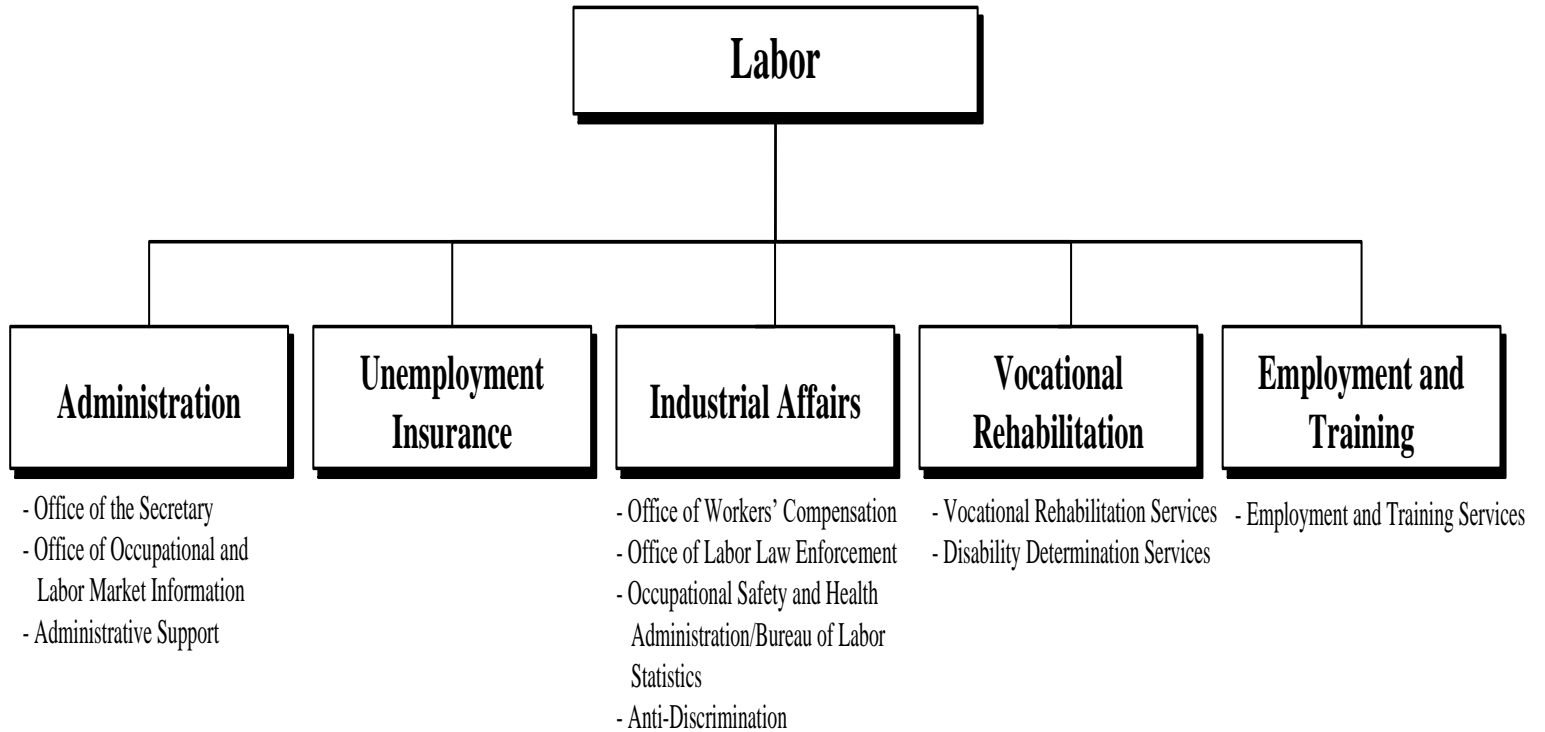 Labor
Administration
Unemployment
Insurance
Industrial Affairs
Vocational
Rehabilitation
Employment and
Training
- Office of the Secretary
- Office of Occupational and
Labor Market Information
- Administrative Support
- Office of Workers’ Compensation
- Office of Labor Law Enforcement
- Occupational Safety and Health
Administration/Bureau of Labor
Statistics
- Anti-Discrimination
- Vocational Rehabilitation Services
- Disability Determination Services
- Employment and Training Services